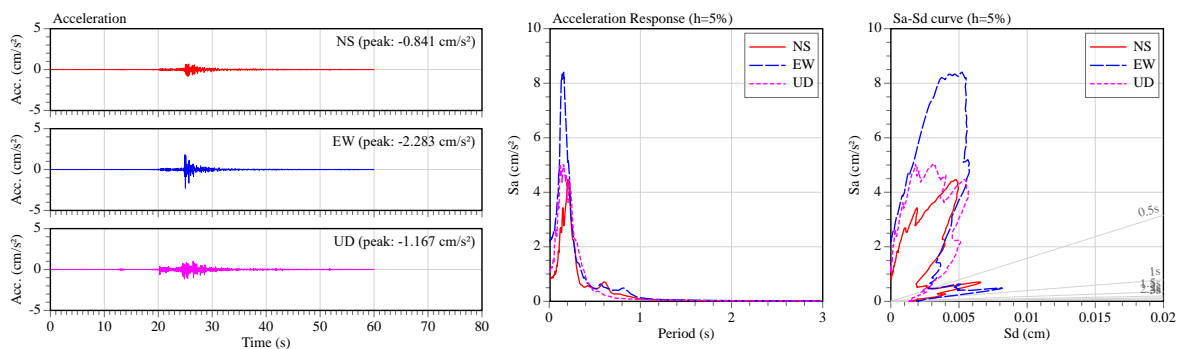 Acceleration
5
0
-5
Acc. (cm/s²)
NS (peak: -0.841 cm/s²)
5
0
-5
Acc. (cm/s²)
EW (peak: -2.283 cm/s²)
5
0
-5
Acc. (cm/s²)
UD (peak: -1.167 cm/s²)
0 10 20 30 40 50 60 70 80
Time (s)
Acceleration Response (h=5%)
10
8
6
4
2
0
Sa (cm/s²)
NS
EW
UD
0 1 2 3
Period (s)
Sa-Sd curve (h=5%)
10
8
6
4
2
0
Sa (cm/s²)
NS
EW
UD
0.5s
1s
0 0.005 0.01 0.015 0.02
Sd (cm)